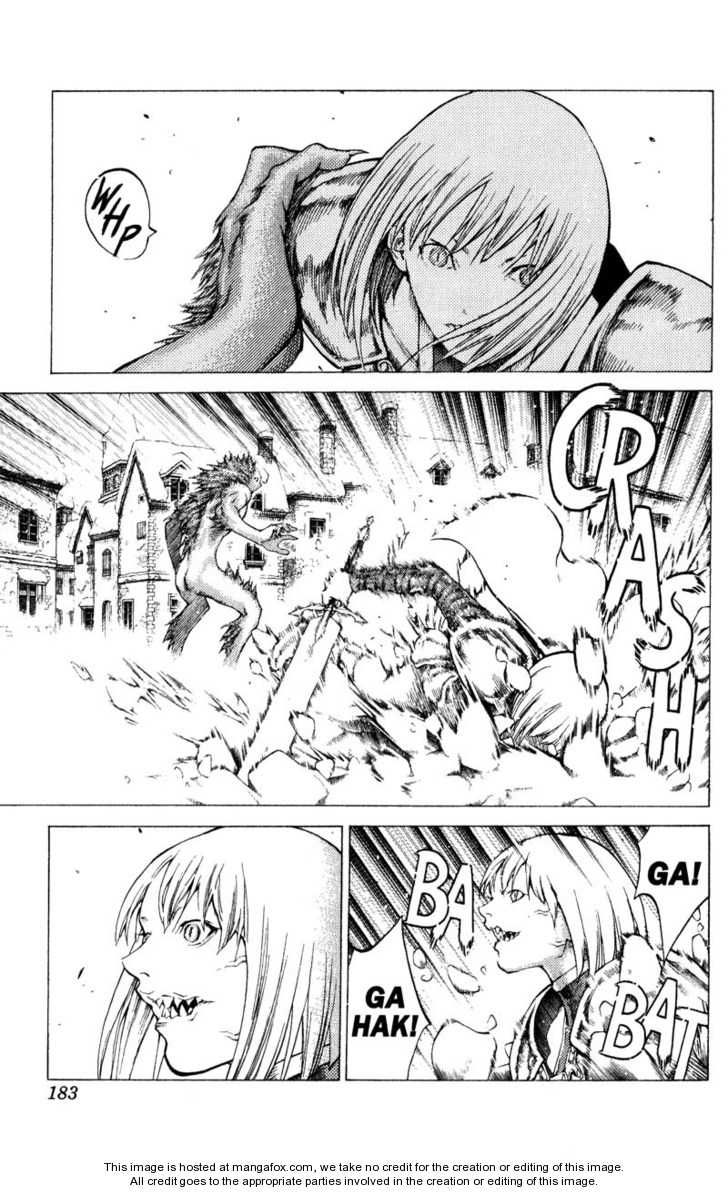 WHP
CRASH
GA!
BA
GA
HAK!
BAT
183
This image is hosted at mangafox.com, we take no credit for the creation or editing of this image.
All credit goes to the appropriate parties involved in the creation or editing of this image.